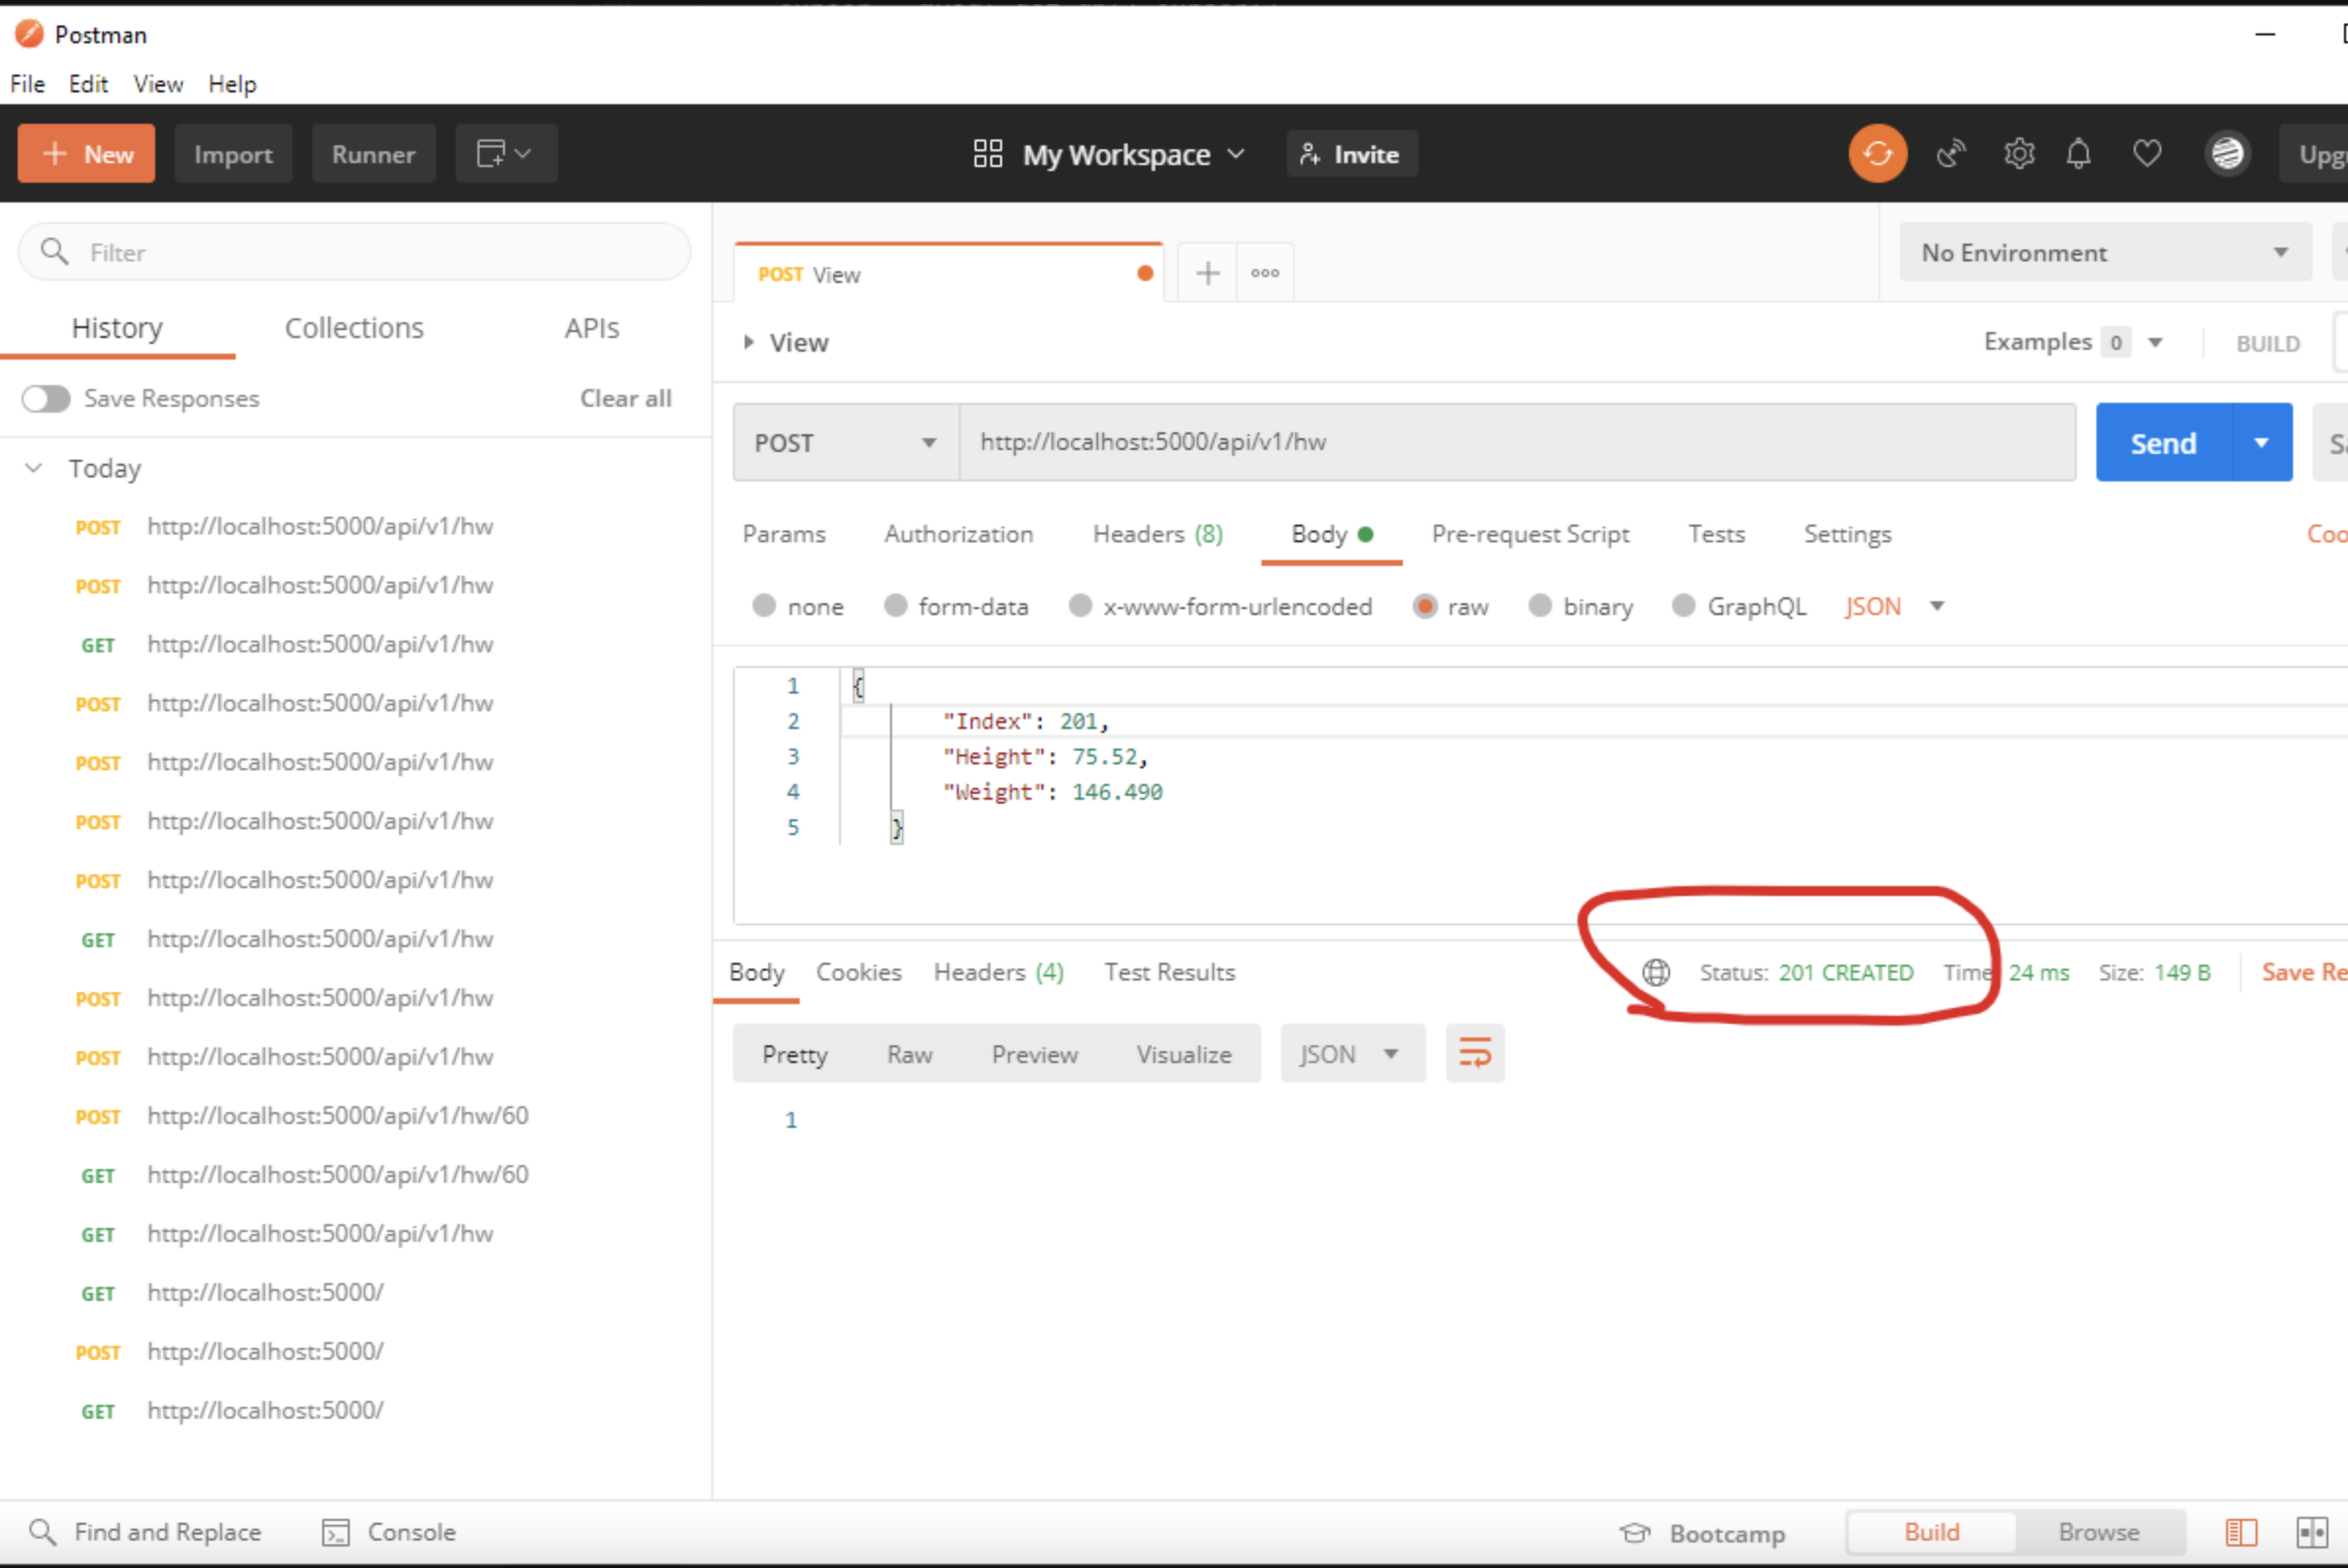 Postman
File Edit View Help
+ New Import Runner My Workspace Invite
Filter
History Collections APIs
Save Responses Clear all
Today
POST http://localhost:5000/api/v1/hw
POST http://localhost:5000/api/v1/hw
GET http://localhost:5000/api/v1/hw
POST http://localhost:5000/api/v1/hw
POST http://localhost:5000/api/v1/hw
POST http://localhost:5000/api/v1/hw
POST http://localhost:5000/api/v1/hw
GET http://localhost:5000/api/v1/hw
POST http://localhost:5000/api/v1/hw
POST http://localhost:5000/api/v1/hw
POST http://localhost:5000/api/v1/hw/60
GET http://localhost:5000/api/v1/hw/60
GET http://localhost:5000/api/v1/hw
GET http://localhost:5000/
POST http://localhost:5000/
GET http://localhost:5000/
POST View No Environment
View Examples 0 BUILD
POST http://localhost:5000/api/v1/hw Send
Params Authorization Headers (8) Body Pre-request Script Tests Settings
none form-data x-www-form-urlencoded raw binary GraphQL JSON
1 {
2 "Index": 201,
3 "Height": 75.52,
4 "Weight": 146.490
5 }
Body Cookies Headers (4) Test Results Status: 201 CREATED Time 24 ms Size: 149 B Save
Pretty Raw Preview Visualize JSON
1
Find and Replace Console Bootcamp Build Browse